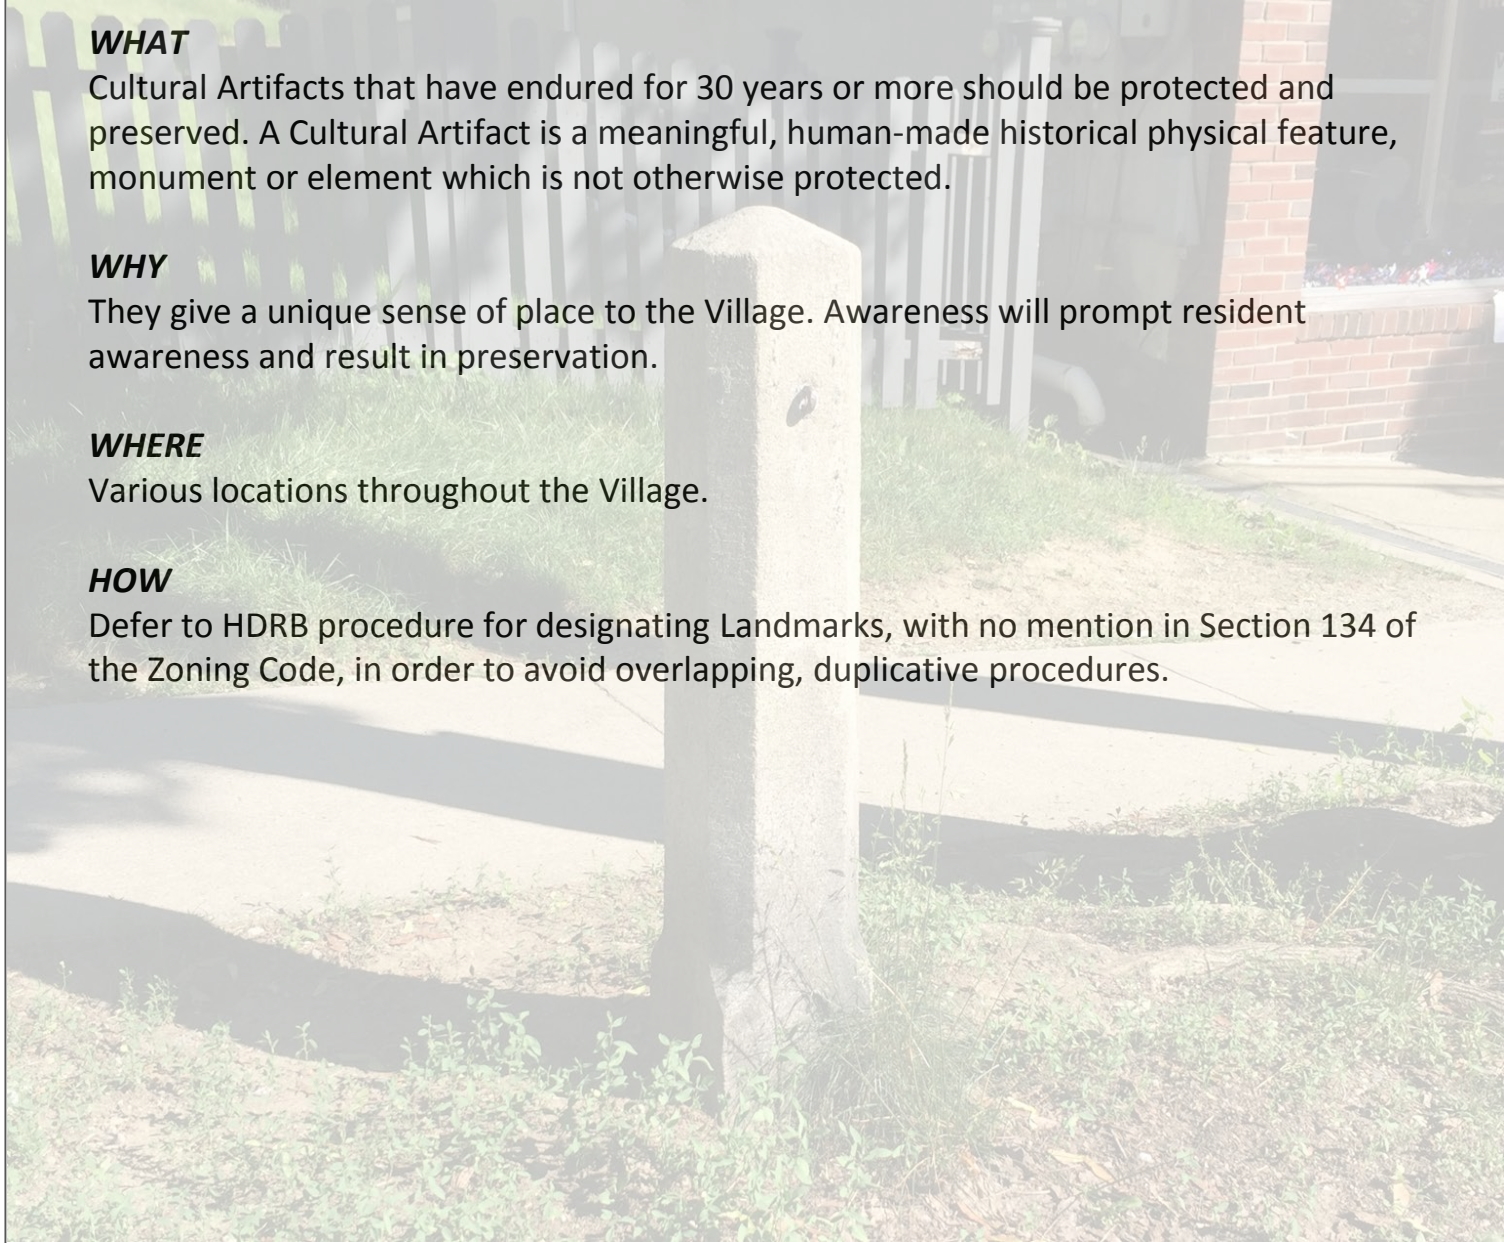 WHAT
Cultural Artifacts that have endured for 30 years or more should be protected and
preserved. A Cultural Artifact is a meaningful, human-made historical physical feature,
monument or element which is not otherwise protected.
WHY
They give a unique sense of place to the Village. Awareness will prompt resident
awareness and result in preservation.
WHERE
Various locations throughout the Village.
HOW
Defer to HDRB procedure for designating Landmarks, with no mention in Section 134 of
the Zoning Code, in order to avoid overlapping, duplicative procedures.